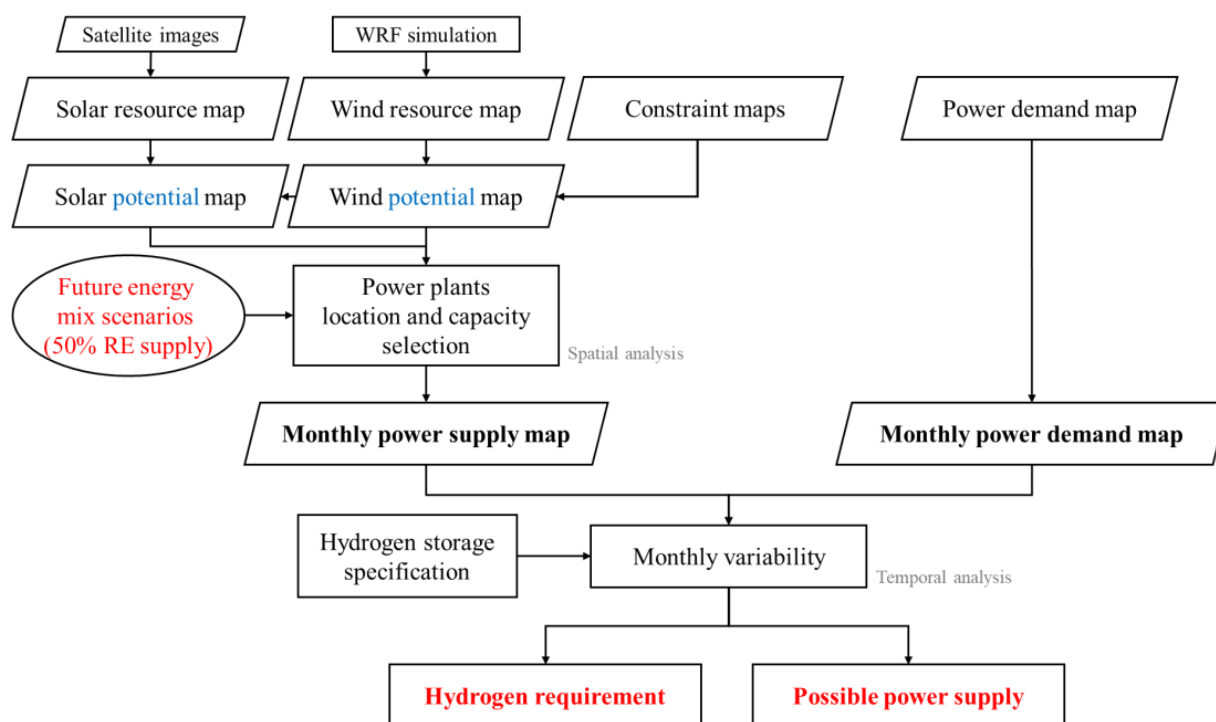 Satellite images
WRF simulation
Solar resource map
Wind resource map
Constraint maps
Power demand map
Solar potential map
Wind potential map
Future energy
mix scenarios
(50% RE supply)
Power plants
location and capacity
selection
Spatial analysis
Monthly power supply map
Monthly power demand map
Hydrogen storage
specification
Monthly variability
Temporal analysis
Hydrogen requirement
Possible power supply